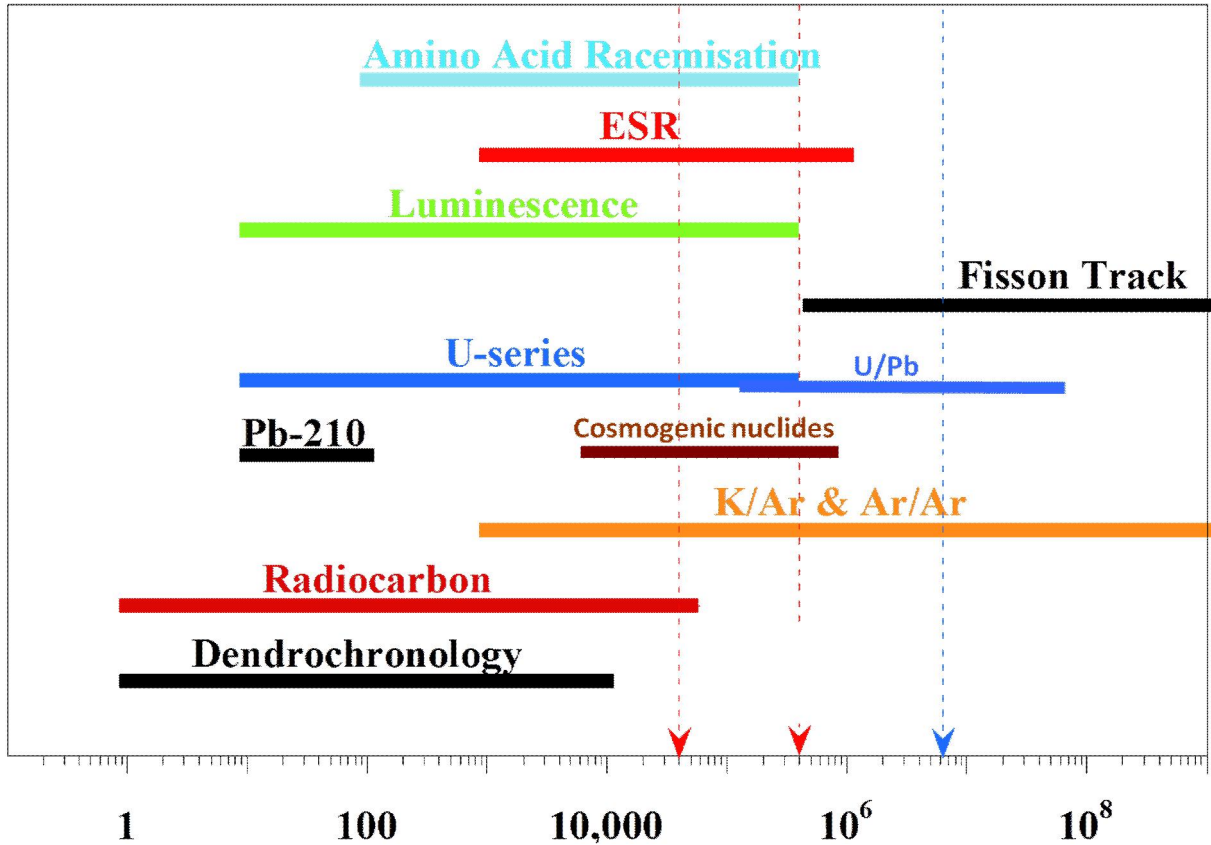 Amino Acid Racemisation
ESR
Luminescence
Fisson Track
U-series
U/Pb
Pb-210
Cosmogenic nuclides
K/Ar & Ar/Ar
Radiocarbon
Dendrochronology
1 100 10,000 10⁶ 10⁸